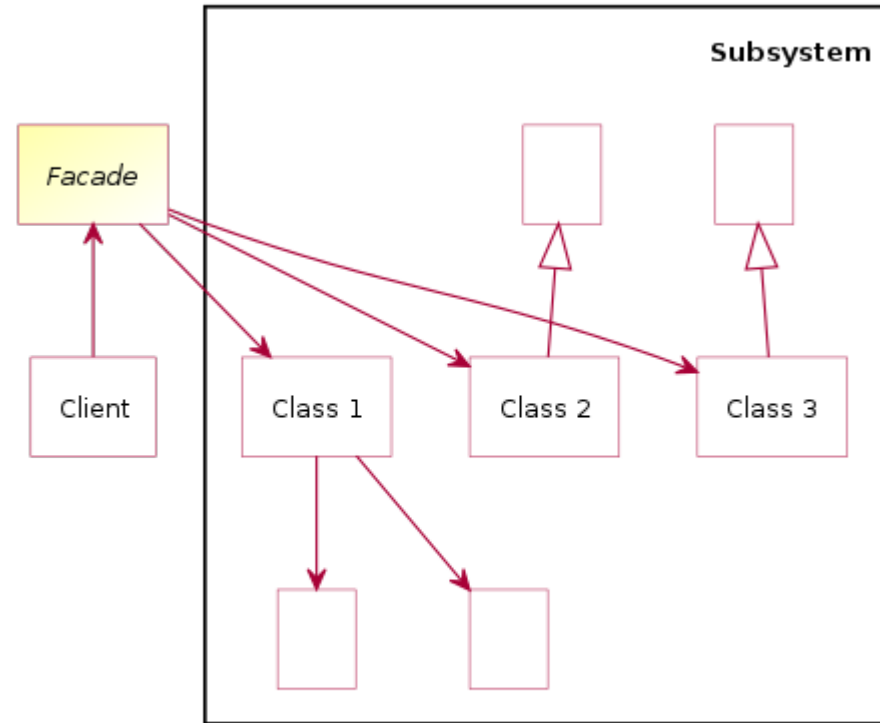 Subsystem
Facade
Client
Class 1
Class 2
Class 3